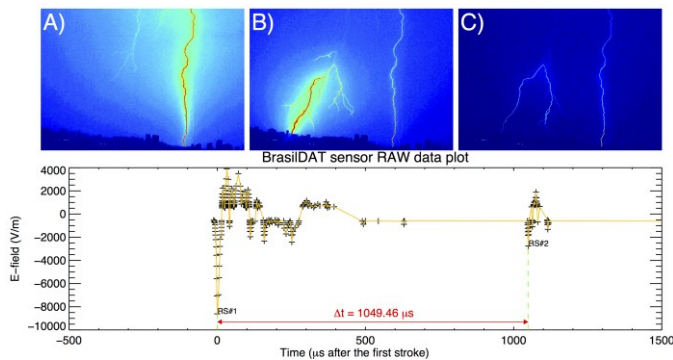 A)
B)
C)
BrasilDAT sensor RAW data plot
4000
2000
0
-2000
-4000
-6000
-8000
-10000
E-field (V/m)
RS#1
RS#2
Δt = 1049.46 µs
-500
0
500
1000
1500
Time (µs after the first stroke)